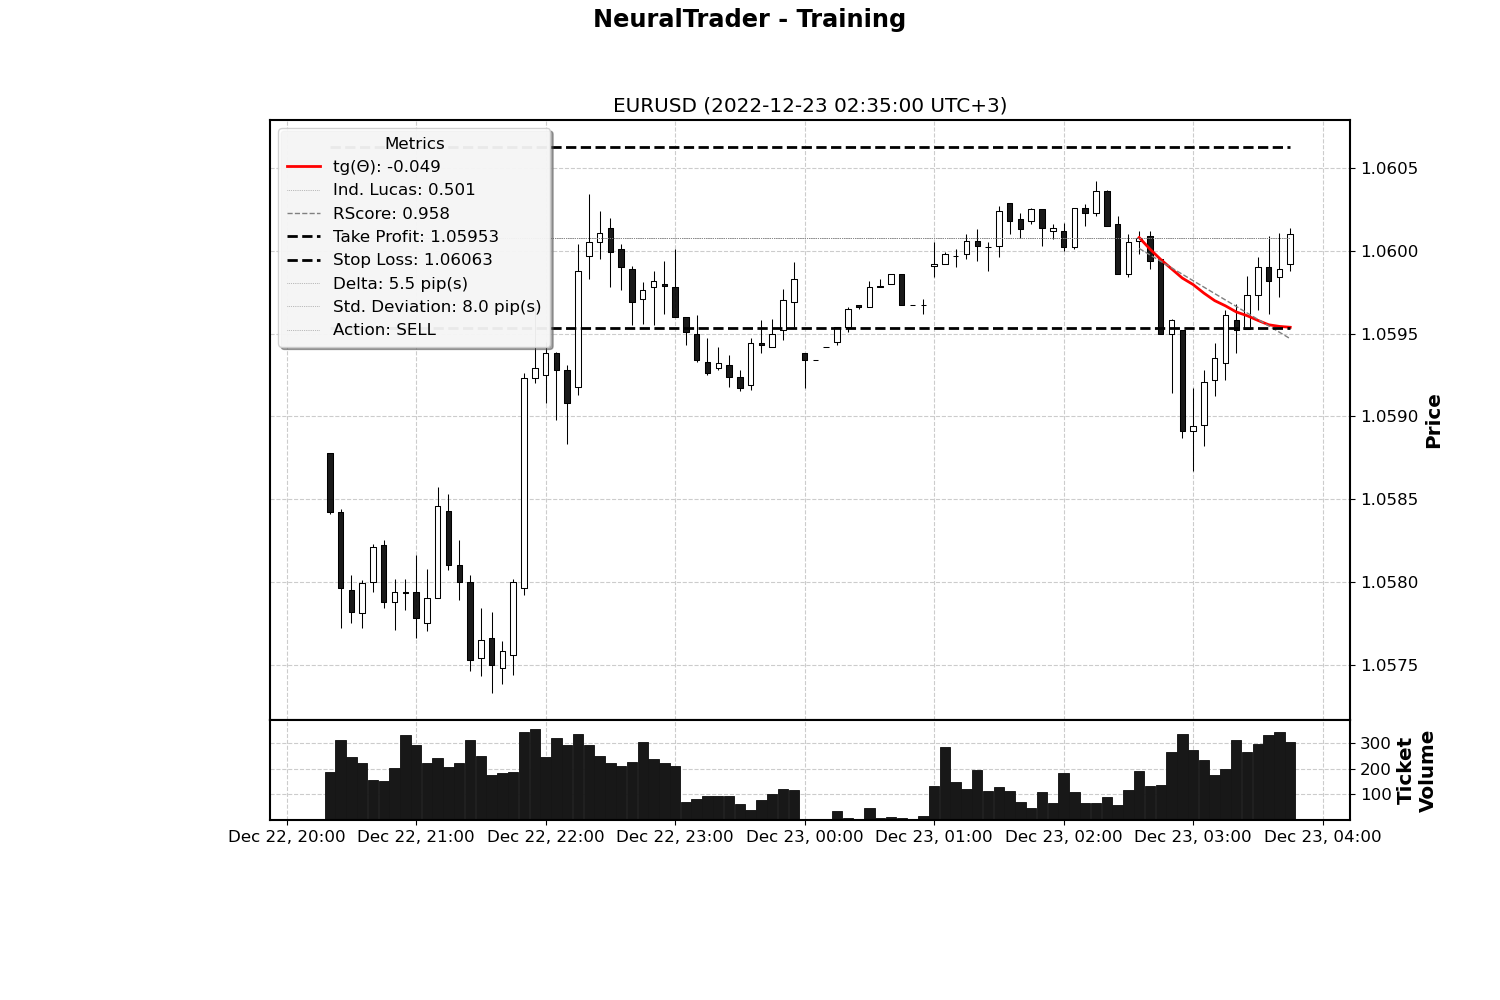 NeuralTrader - Training
EURUSD (2022-12-23 02:35:00 UTC+3)
Metrics
tg(Θ): -0.049
Ind. Lucas: 0.501
RScore: 0.958
Take Profit: 1.05953
Stop Loss: 1.06063
Delta: 5.5 pip(s)
Std. Deviation: 8.0 pip(s)
Action: SELL
1.0605
1.0600
1.0595
1.0590
1.0585
1.0580
1.0575
Price
300
200
100
Ticket
Volume
Dec 22, 20:00
Dec 22, 21:00
Dec 22, 22:00
Dec 22, 23:00
Dec 23, 00:00
Dec 23, 01:00
Dec 23, 02:00
Dec 23, 03:00
Dec 23, 04:00